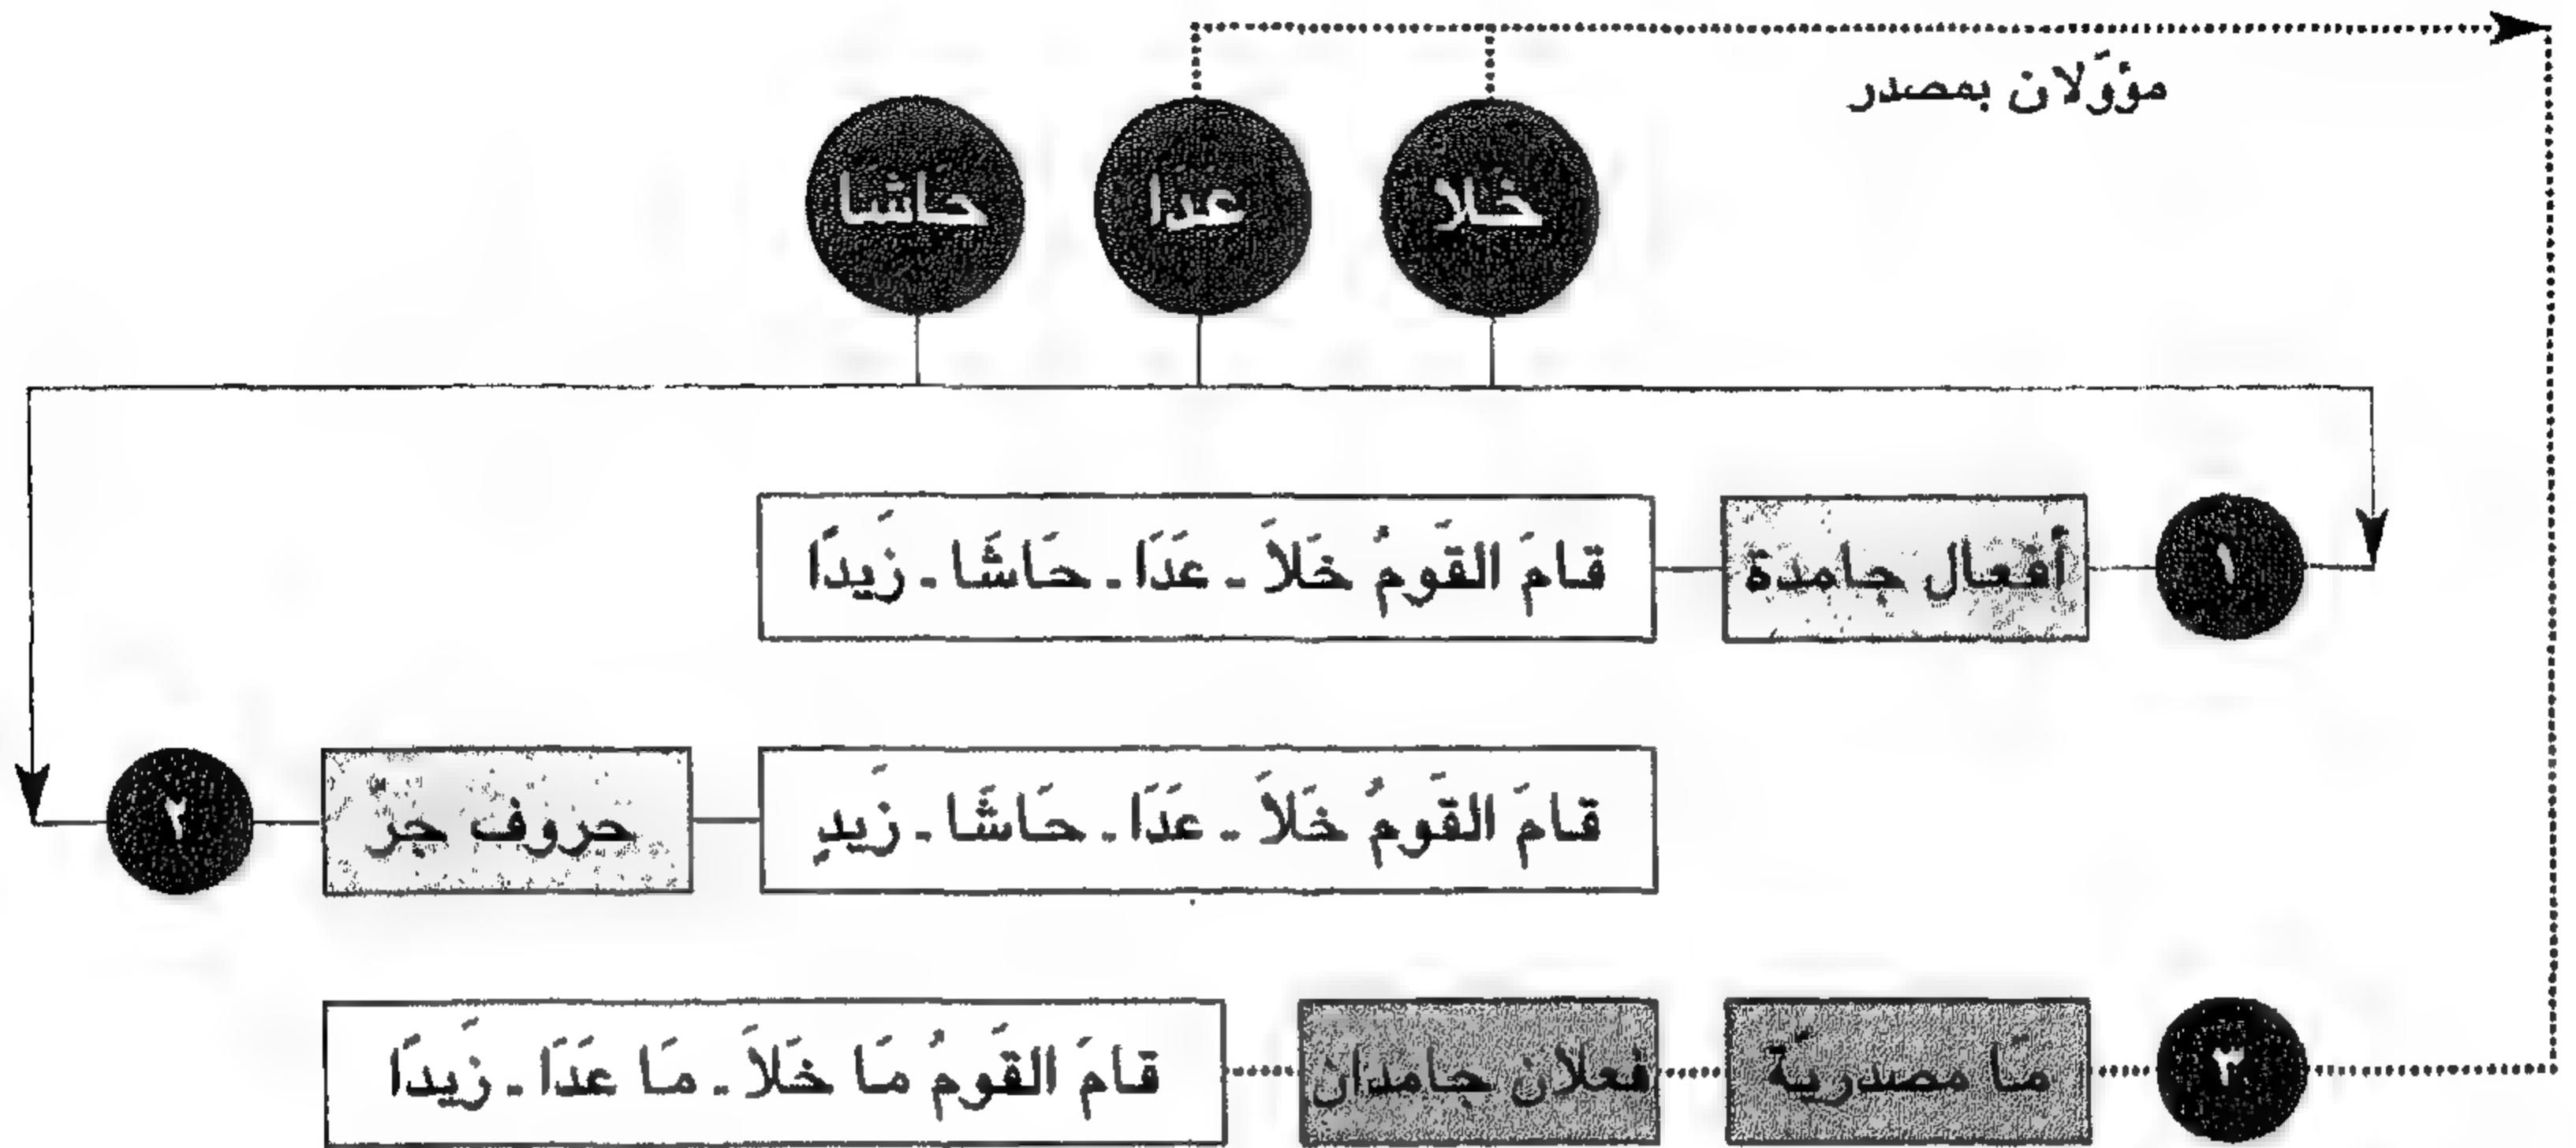 مؤوّلان بمصدر
خَلا عَدَا حَاشَا
١ أفعال جامدة قامَ القَومُ خَلاَ - عَدَا - حَاشَا - زَيدًا
قامَ القَومُ خَلاَ - عَدَا - حَاشَا - زَيدٍ حروف جرّ ٢
٣ مَا مصدريّة فعلان جامدان قامَ القَومُ مَا خَلاَ - مَا عَدَا - زَيدًا